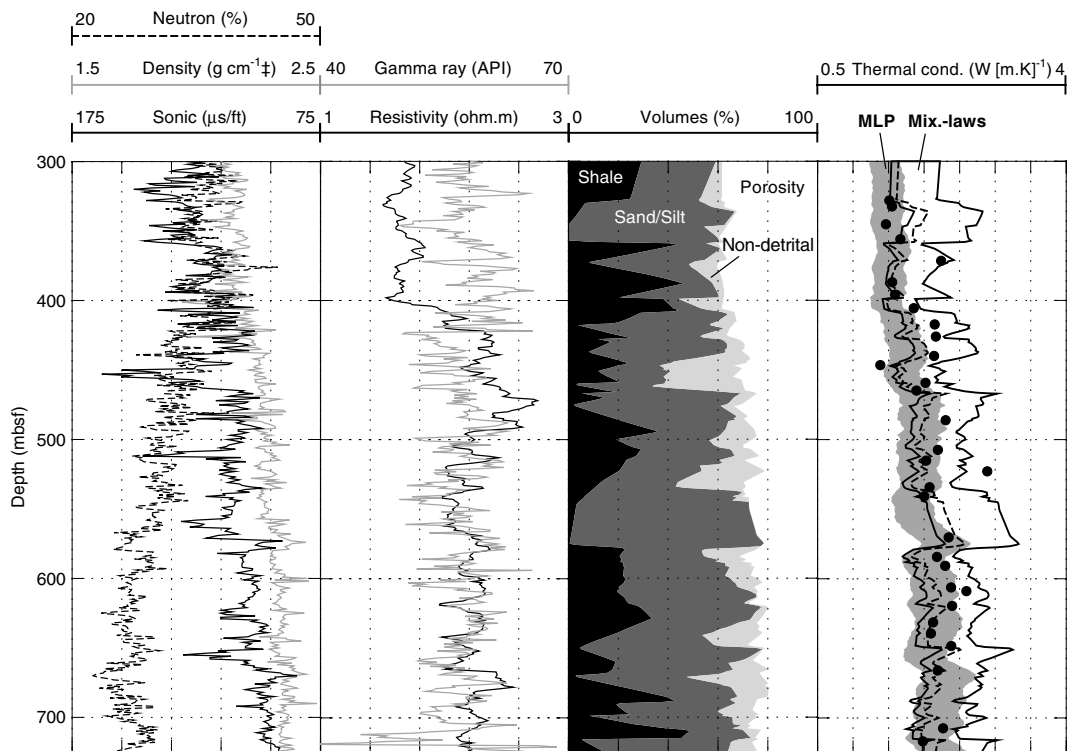 20 Neutron (%) 50
1.5 Density (g cm⁻¹‡) 2.5 40 Gamma ray (API) 70 0.5 Thermal cond. (W [m.K]⁻¹) 4
175 Sonic (µs/ft) 75 1 Resistivity (ohm.m) 3 0 Volumes (%) 100 MLP Mix.-laws
300
Shale
Porosity
Sand/Silt
Non-detrital
400
500
Depth (mbsf)
600
700